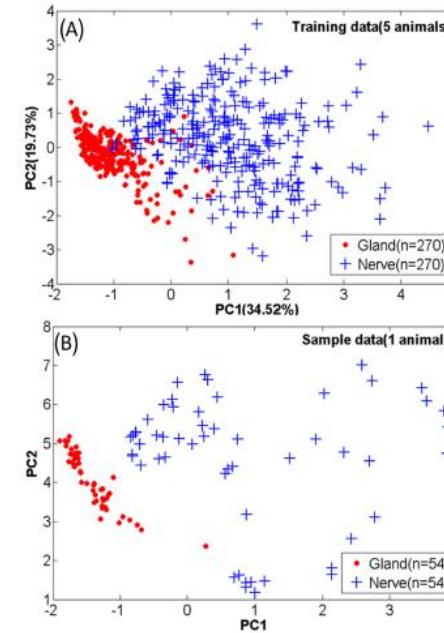 (A)
Training data(5 animals
4
3
2
1
0
-1
-2
-3
-4
PC2(19.73%)
Gland(n=270)
Nerve(n=270)
-2 -1 0 1 2 3 4
PC1(34.52%)
(B)
Sample data(1 animal
8
7
6
5
4
3
2
1
PC2
Gland(n=54
Nerve(n=54
-2 -1 0 1 2 3
PC1